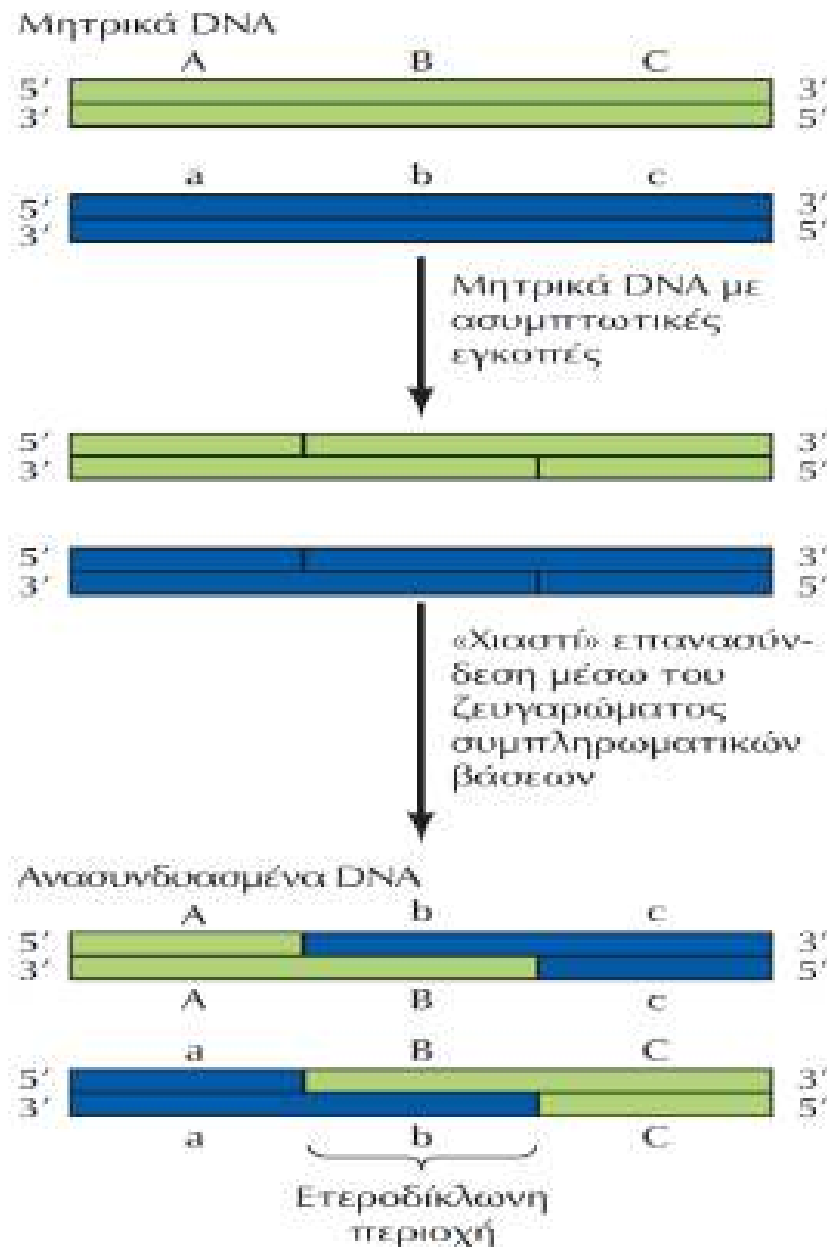 Μητρικά DNA
A B C
5′ 3′
3′ 5′
a b c
5′ 3′
3′ 5′
Μητρικά DNA με
ασυμπτωτικές
εγκοπές
5′ 3′
3′ 5′
5′ 3′
3′ 5′
«Χιαστί» επανασύν-
δεση μέσω του
ζευγαρώματος
συμπληρωματικών
βάσεων
Ανασυνδυασμένα DNA
A b c
5′ 3′
3′ 5′
A B c
a B C
5′ 3′
3′ 5′
a b C
Ετεροδίκλωνη
περιοχή